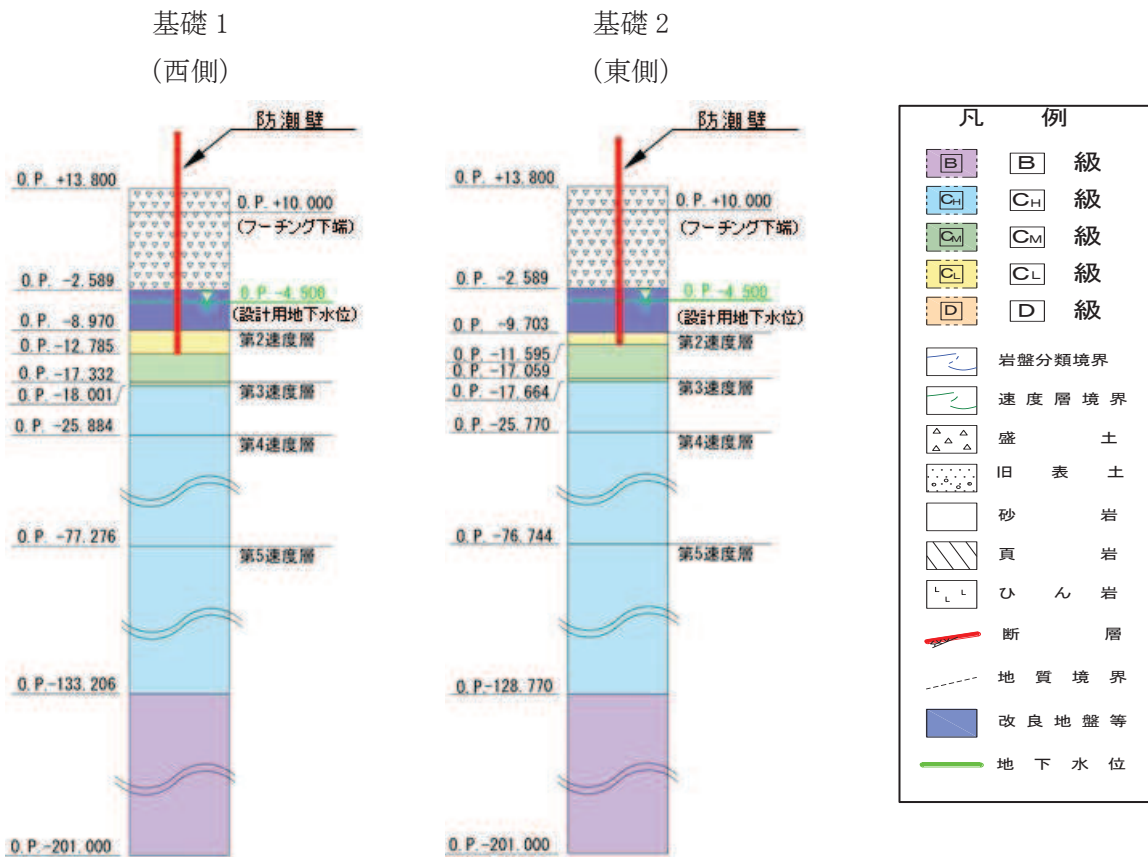 基礎 1
(西側)
防潮壁
O.P. +13.800
O.P. +10.000
(フーチング下端)
O.P. -2.589
O.P. -4.500
(設計用地下水位)
O.P. -8.970
第2速度層
O.P. -12.785
O.P. -17.332
第3速度層
O.P. -18.001
O.P. -25.884
第4速度層
O.P. -77.276
第5速度層
O.P.-133.206
O.P.-201.000
基礎 2
(東側)
防潮壁
O.P. +13.800
O.P. +10.000
(フーチング下端)
O.P. -2.589
O.P. -4.500
(設計用地下水位)
O.P. -9.703
第2速度層
O.P. -11.595
O.P. -17.059
第3速度層
O.P. -17.664
O.P. -25.770
第4速度層
O.P. -76.744
第5速度層
O.P.-128.770
O.P.-201.000
凡 例
B B 級
CH CH 級
CM CM 級
CL CL 級
D D 級
岩盤分類境界
速度層境界
盛土
旧表土
砂岩
頁岩
ひん岩
断層
地質境界
改良地盤等
地下水位